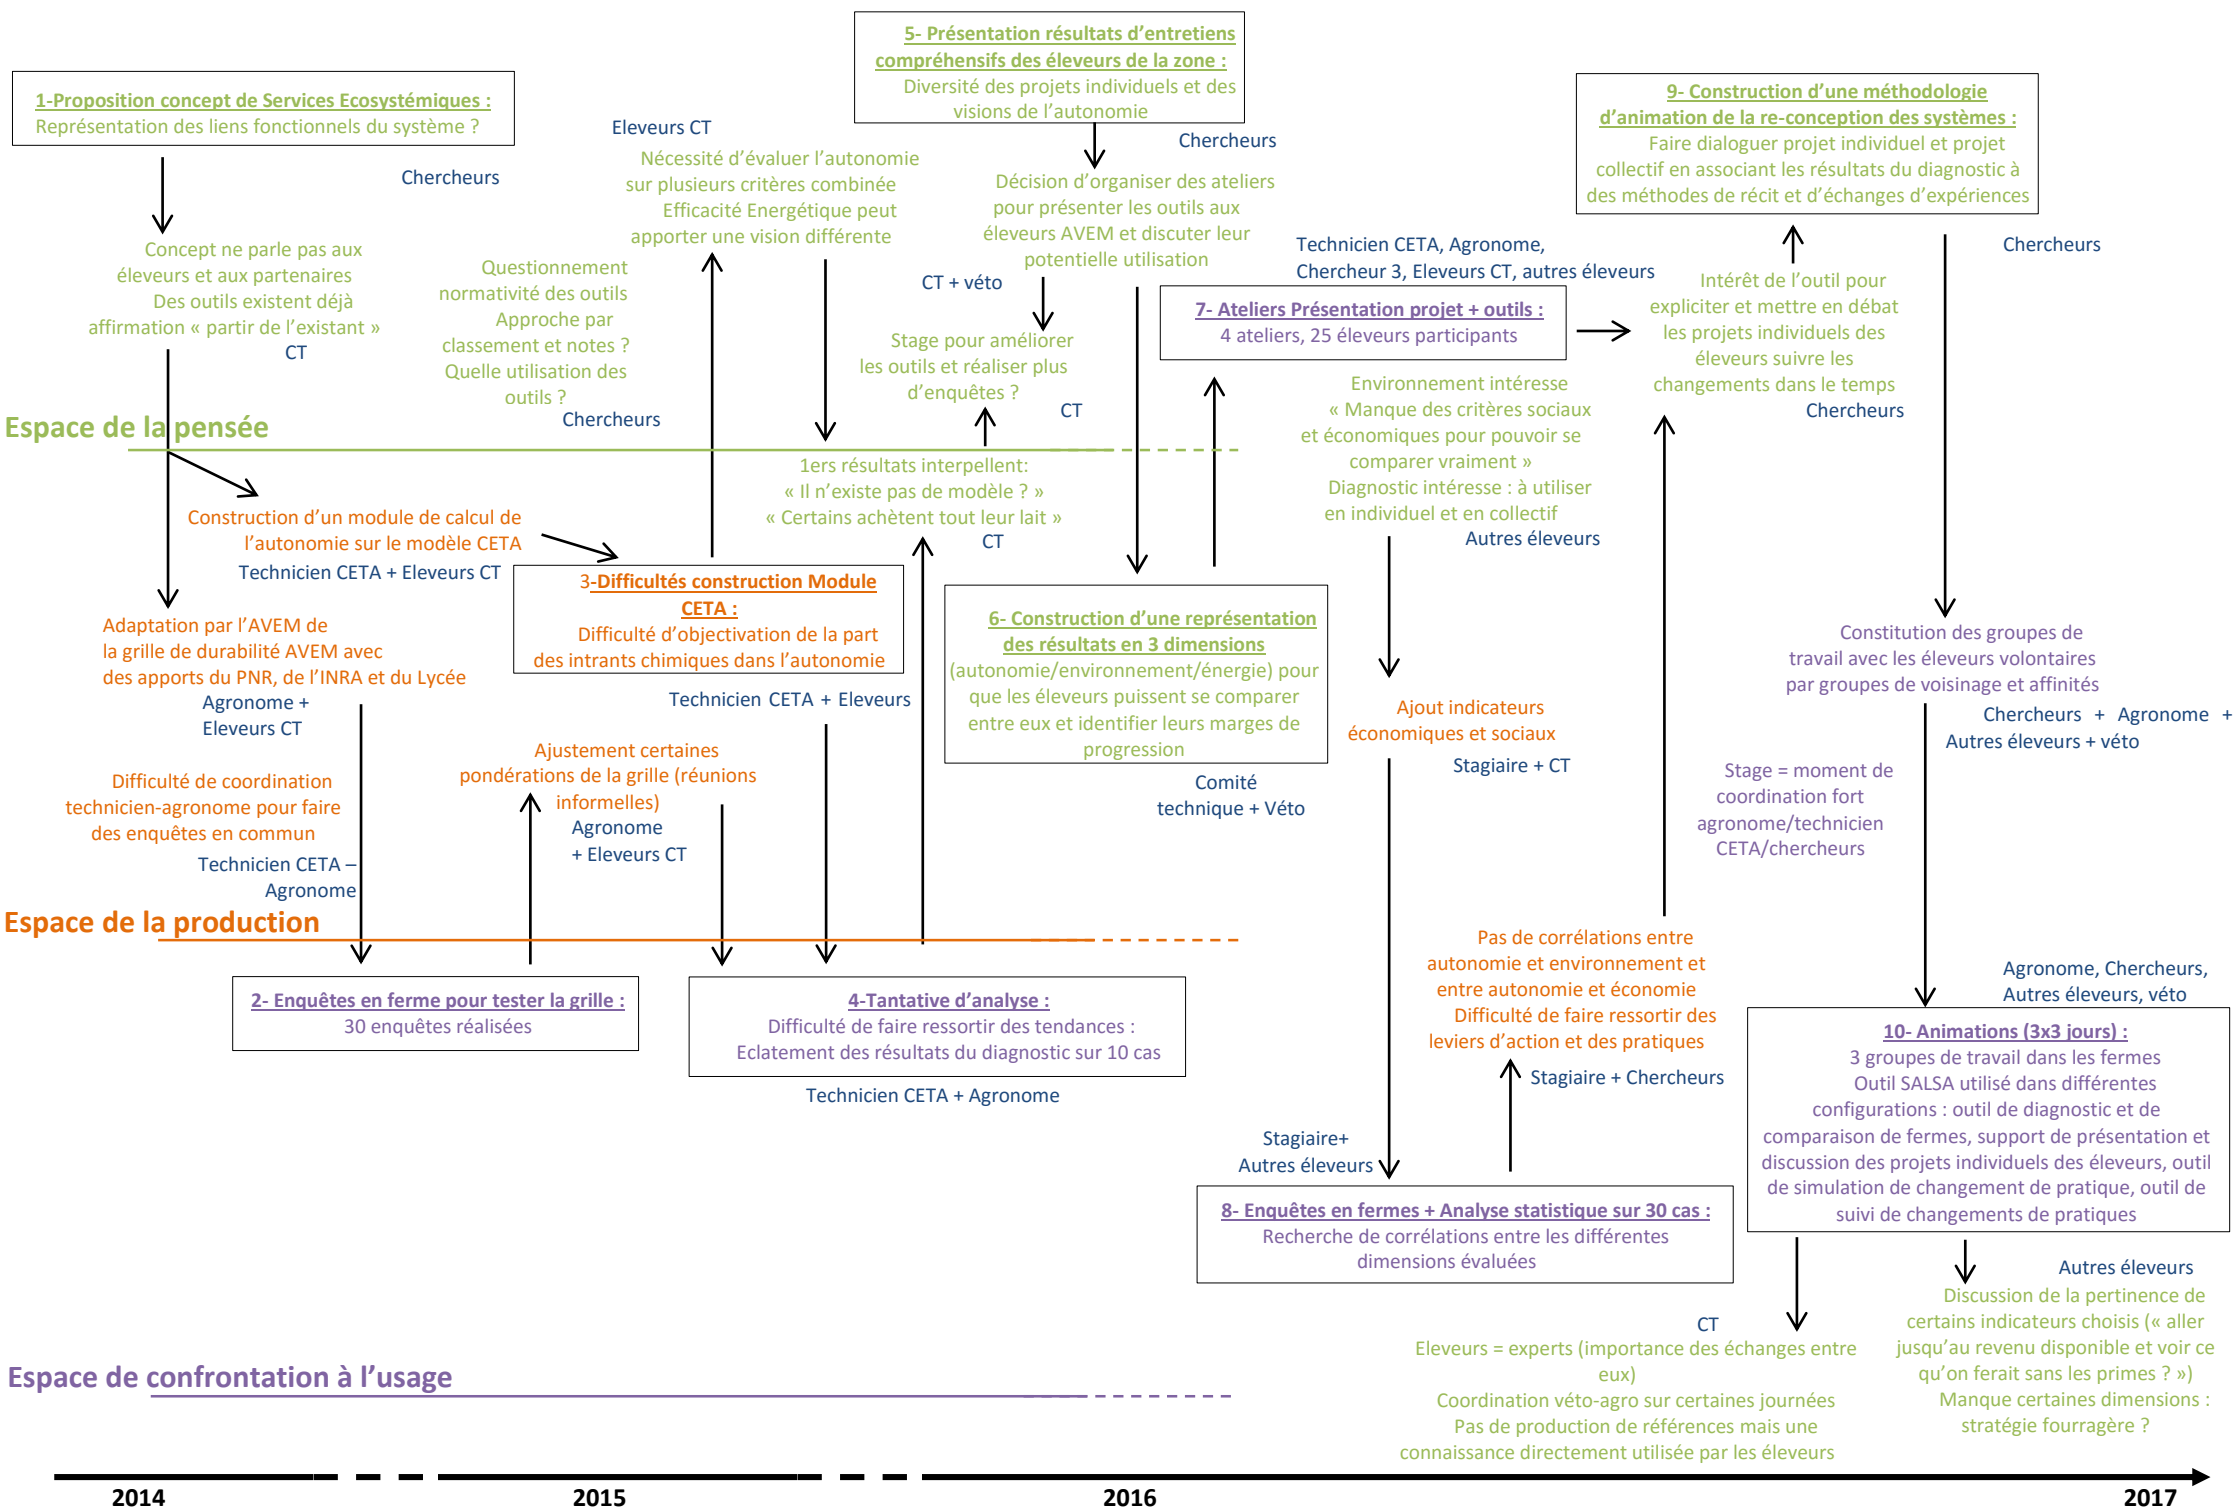 1-Proposition concept de Services Ecosystémiques :
Représentation des liens fonctionnels du système ?
Chercheurs
Concept ne parle pas aux
éleveurs et aux partenaires
Des outils existent déjà
affirmation « partir de l’existant »
CT
Eleveurs CT
Nécessité d’évaluer l’autonomie
sur plusieurs critères combinée
Efficacité Energétique peut
apporter une vision différente
Questionnement
normativité des outils
Approche par
classement et notes ?
Quelle utilisation des
outils ?
Chercheurs
5- Présentation résultats d’entretiens
compréhensifs des éleveurs de la zone :
Diversité des projets individuels et des
visions de l’autonomie
Chercheurs
Décision d’organiser des ateliers
pour présenter les outils aux
éleveurs AVEM et discuter leur
potentielle utilisation
CT + véto
Stage pour améliorer
les outils et réaliser plus
d’enquêtes ?
CT
9- Construction d’une méthodologie
d’animation de la re-conception des systèmes :
Faire dialoguer projet individuel et projet
collectif en associant les résultats du diagnostic à
des méthodes de récit et d’échanges d’expériences
Chercheurs
Technicien CETA, Agronome,
Chercheur 3, Eleveurs CT, autres éleveurs
7- Ateliers Présentation projet + outils :
4 ateliers, 25 éleveurs participants
Intérêt de l’outil pour
expliciter et mettre en débat
les projets individuels des
éleveurs suivre les
changements dans le temps
Chercheurs
Environnement intéresse
« Manque des critères sociaux
et économiques pour pouvoir se
comparer vraiment »
Diagnostic intéresse : à utiliser
en individuel et en collectif
Autres éleveurs
Espace de la pensée
1ers résultats interpellent:
« Il n’existe pas de modèle ? »
« Certains achètent tout leur lait »
CT
Construction d’un module de calcul de
l’autonomie sur le modèle CETA
Technicien CETA + Eleveurs CT
3-Difficultés construction Module
CETA :
Difficulté d’objectivation de la part
des intrants chimiques dans l’autonomie
Technicien CETA + Eleveurs
Adaptation par l’AVEM de
la grille de durabilité AVEM avec
des apports du PNR, de l’INRA et du Lycée
Agronome +
Eleveurs CT
6- Construction d’une représentation
des résultats en 3 dimensions
(autonomie/environnement/énergie) pour
que les éleveurs puissent se comparer
entre eux et identifier leurs marges de
progression
Comité
technique + Véto
Ajout indicateurs
économiques et sociaux
Stagiaire + CT
Constitution des groupes de
travail avec les éleveurs volontaires
par groupes de voisinage et affinités
Chercheurs + Agronome +
Autres éleveurs + véto
Stage = moment de
coordination fort
agronome/technicien
CETA/chercheurs
Difficulté de coordination
technicien-agronome pour faire
des enquêtes en commun
Technicien CETA –
Agronome
Ajustement certaines
pondérations de la grille (réunions
informelles)
Agronome
+ Eleveurs CT
Espace de la production
2- Enquêtes en ferme pour tester la grille :
30 enquêtes réalisées
4-Tantative d’analyse :
Difficulté de faire ressortir des tendances :
Eclatement des résultats du diagnostic sur 10 cas
Technicien CETA + Agronome
Pas de corrélations entre
autonomie et environnement et
entre autonomie et économie
Difficulté de faire ressortir des
leviers d’action et des pratiques
Stagiaire + Chercheurs
Agronome, Chercheurs,
Autres éleveurs, véto
10- Animations (3x3 jours) :
3 groupes de travail dans les fermes
Outil SALSA utilisé dans différentes
configurations : outil de diagnostic et de
comparaison de fermes, support de présentation et
discussion des projets individuels des éleveurs, outil
de simulation de changement de pratique, outil de
suivi de changements de pratiques
Stagiaire+
Autres éleveurs
8- Enquêtes en fermes + Analyse statistique sur 30 cas :
Recherche de corrélations entre les différentes
dimensions évaluées
CT
Eleveurs = experts (importance des échanges entre
eux)
Coordination véto-agro sur certaines journées
Pas de production de références mais une
connaissance directement utilisée par les éleveurs
Autres éleveurs
Discussion de la pertinence de
certains indicateurs choisis (« aller
jusqu’au revenu disponible et voir ce
qu’on ferait sans les primes ? »)
Manque certaines dimensions :
stratégie fourragère ?
Espace de confrontation à l’usage
2014
2015
2016
2017